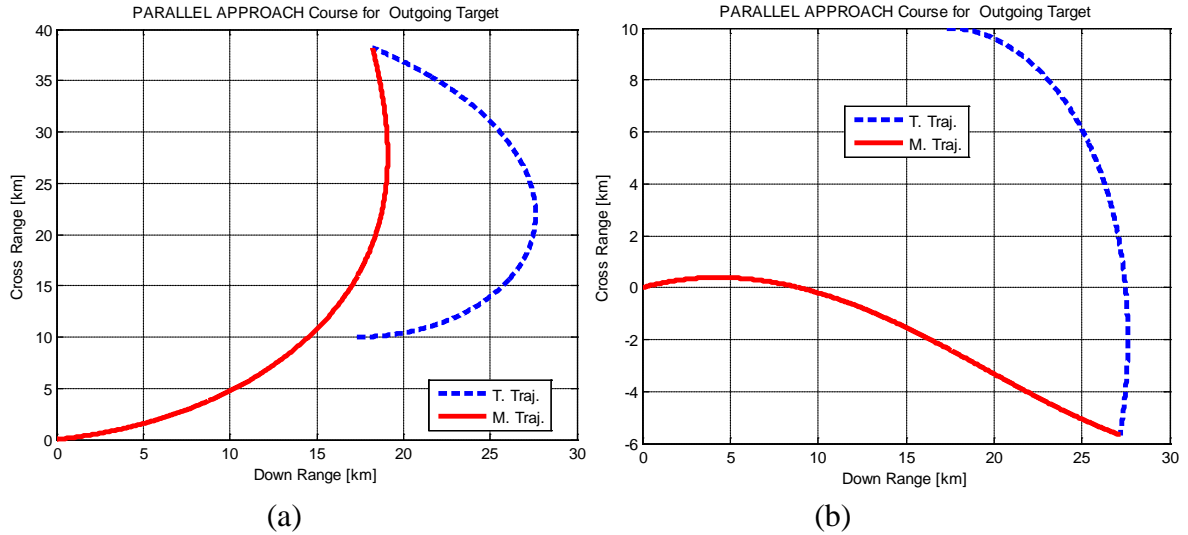 PARALLEL APPROACH Course for Outgoing Target
40
35
30
25
20
15
10
5
0
Cross Range [km]
T. Traj.
M. Traj.
0 5 10 15 20 25 30
Down Range [km]
(a)
PARALLEL APPROACH Course for Outgoing Target
10
8
6
4
2
0
-2
-4
-6
Cross Range [km]
T. Traj.
M. Traj.
0 5 10 15 20 25 30
Down Range [km]
(b)